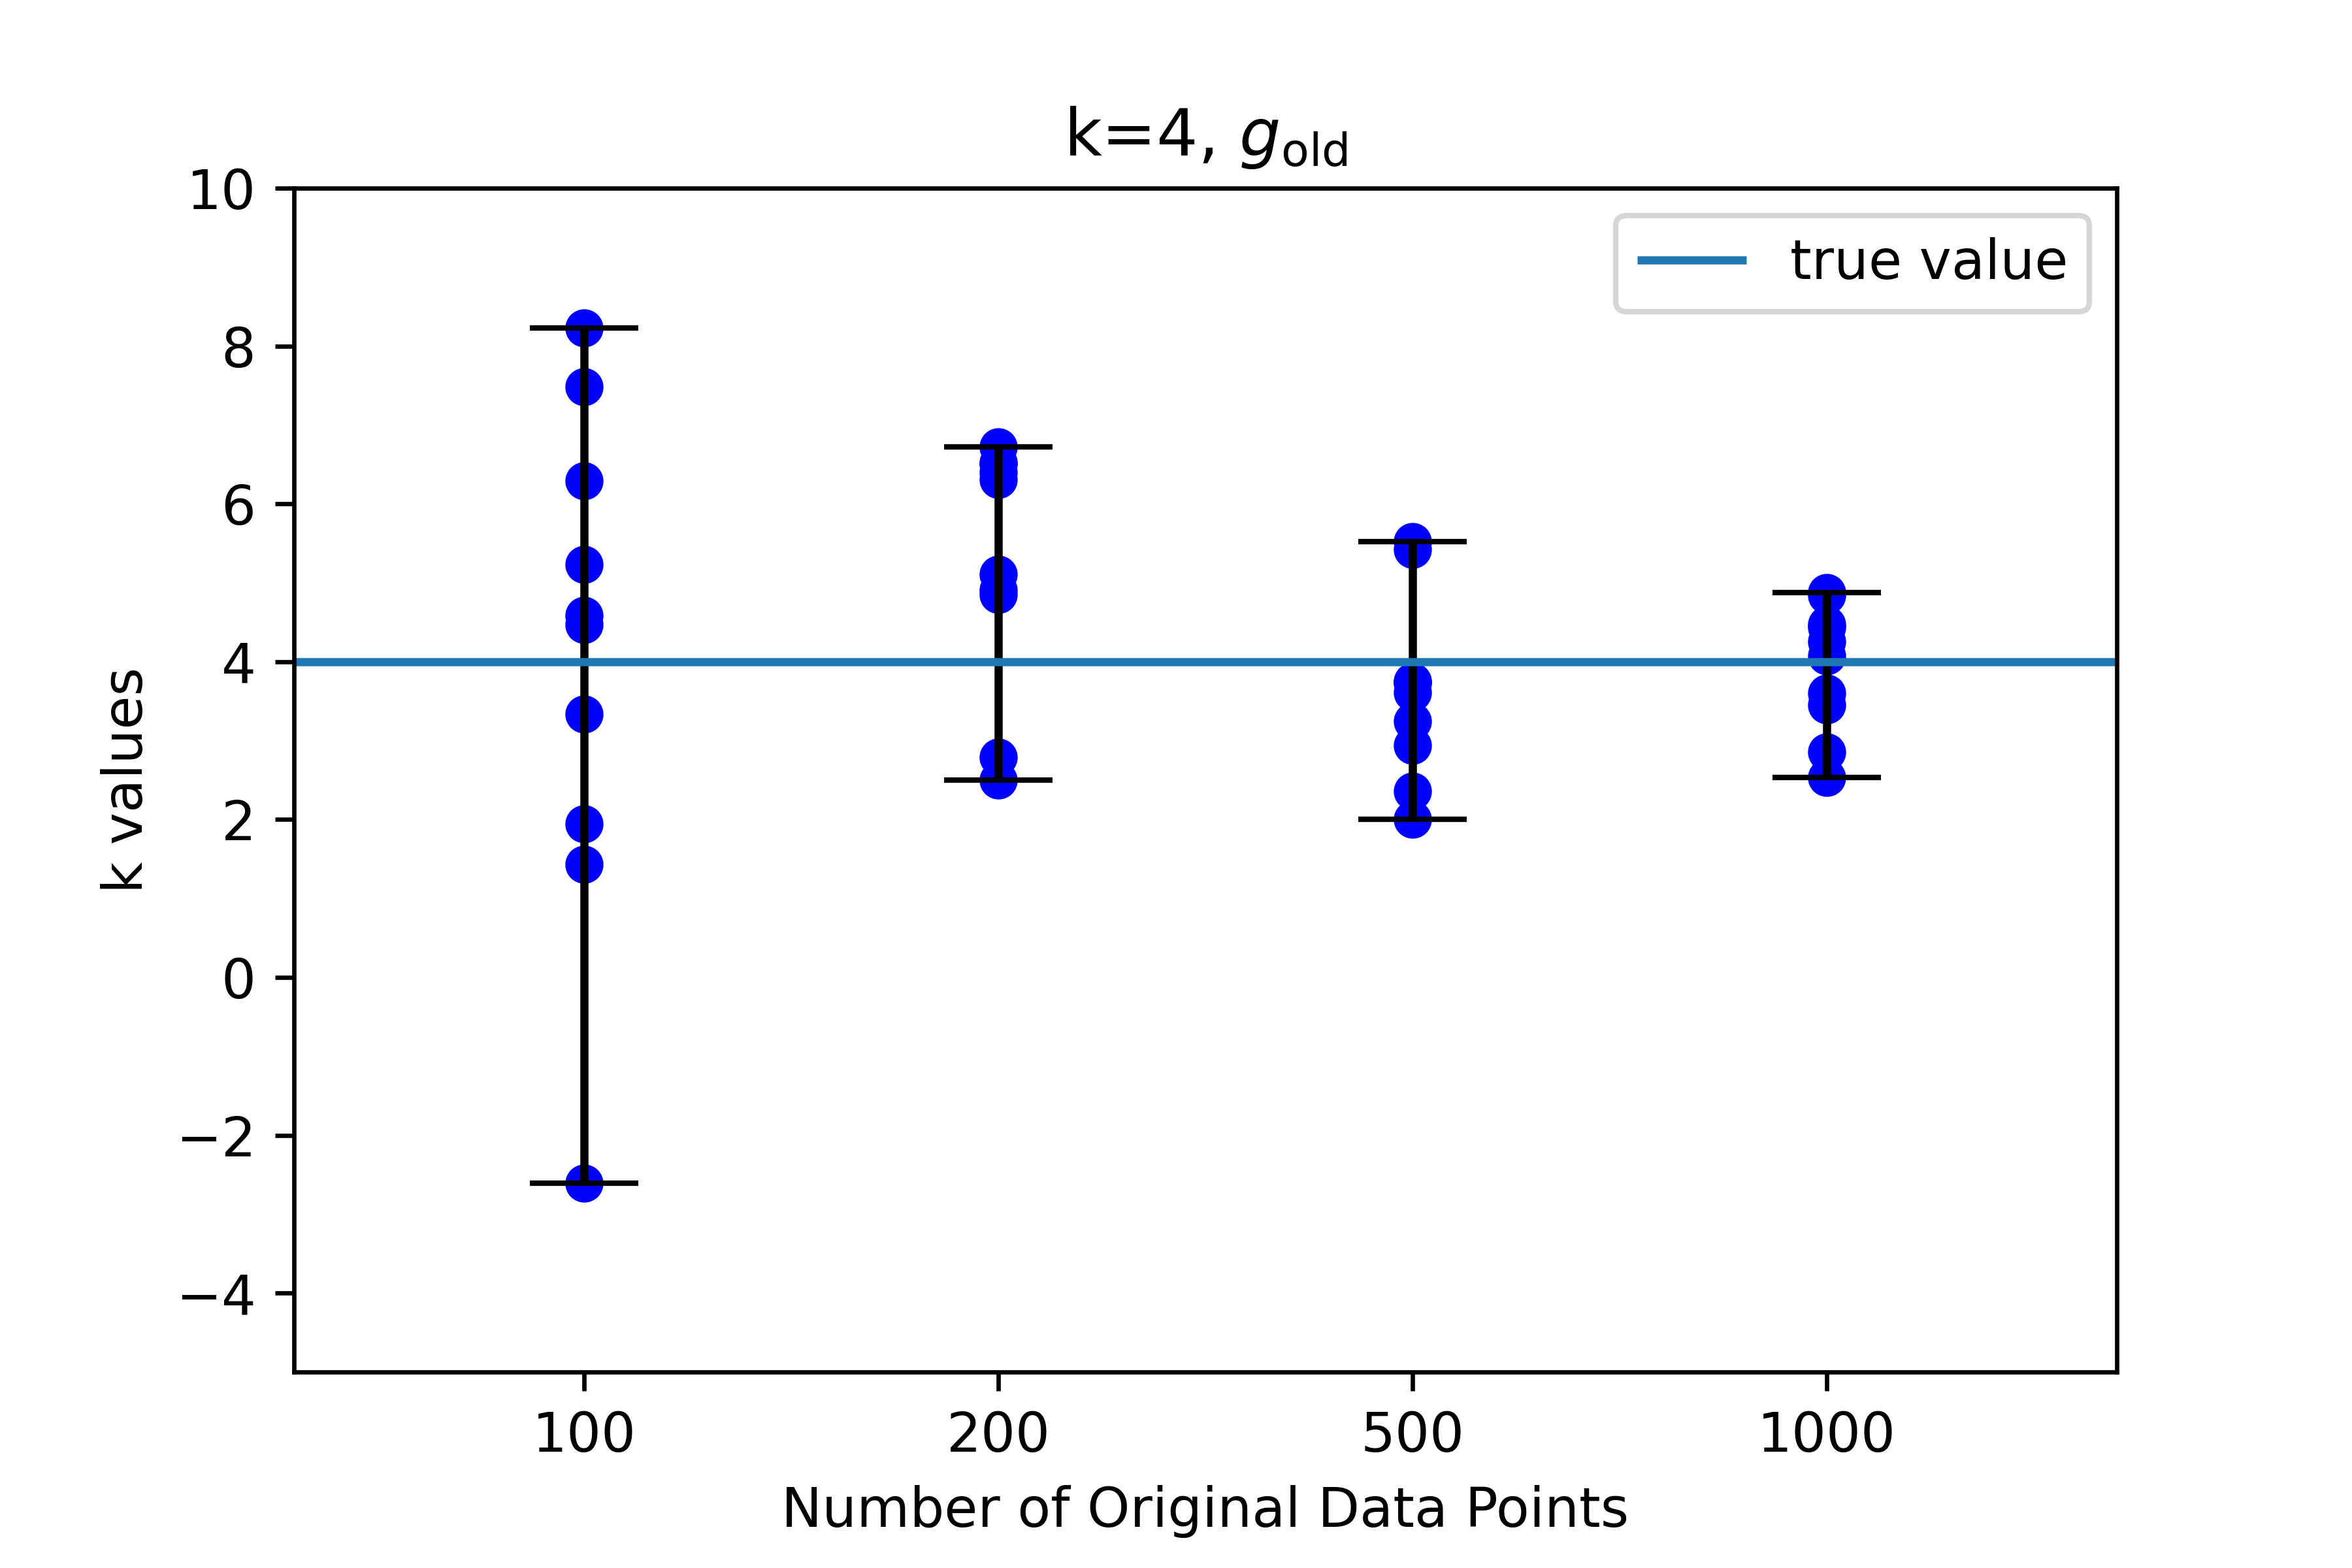 k=4, g_old
true value
10
8
6
4
2
0
−2
−4
k values
100 200 500 1000
Number of Original Data Points